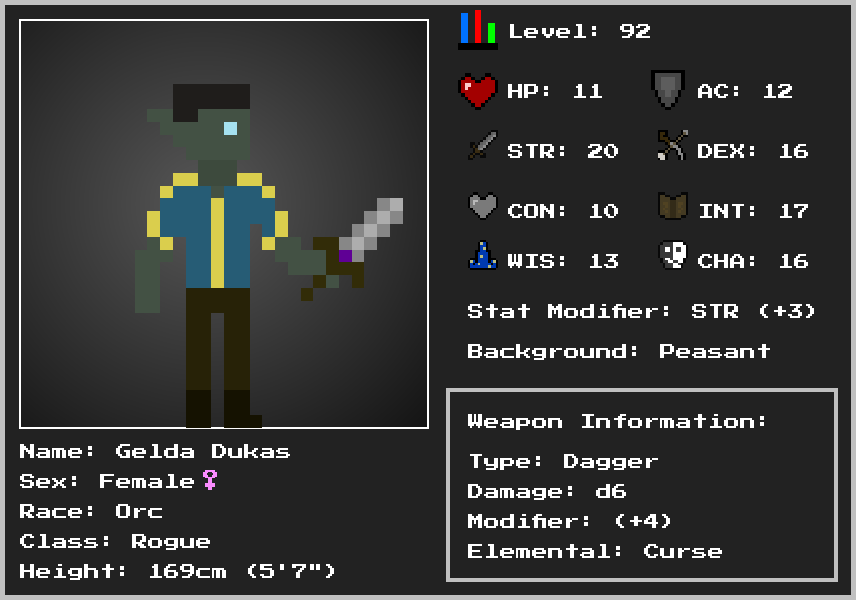 Level: 92
HP: 11 AC: 12
STR: 20 DEX: 16
CON: 10 INT: 17
WIS: 13 CHA: 16
Stat Modifier: STR (+3)
Background: Peasant
Weapon Information:
Type: Dagger
Damage: d6
Modifier: (+4)
Elemental: Curse
Name: Gelda Dukas
Sex: Female♀
Race: Orc
Class: Rogue
Height: 169cm (5'7")